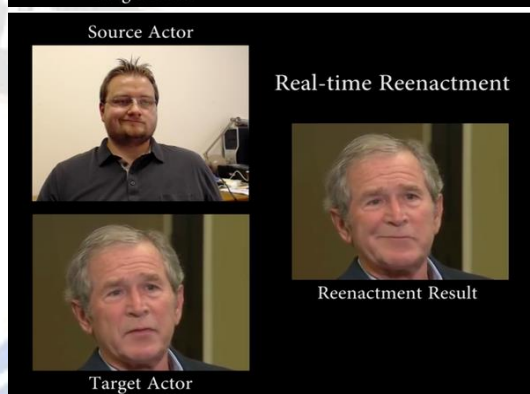 Source Actor
Real-time Reenactment
Reenactment Result
Target Actor